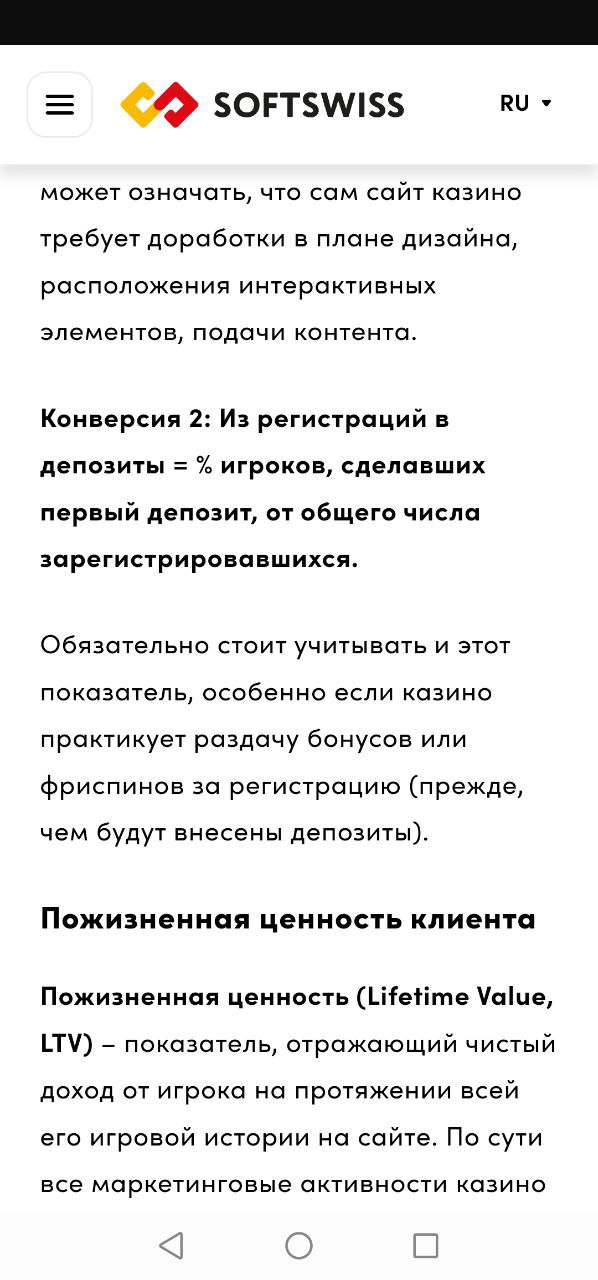 SOFTSWISS
RU
может означать, что сам сайт казино
требует доработки в плане дизайна,
расположения интерактивных
элементов, подачи контента.
Конверсия 2: Из регистраций в
депозиты = % игроков, сделавших
первый депозит, от общего числа
зарегистрировавшихся.
Обязательно стоит учитывать и этот
показатель, особенно если казино
практикует раздачу бонусов или
фриспинов за регистрацию (прежде,
чем будут внесены депозиты).
Пожизненная ценность клиента
Пожизненная ценность (Lifetime Value,
LTV) – показатель, отражающий чистый
доход от игрока на протяжении всей
его игровой истории на сайте. По сути
все маркетинговые активности казино